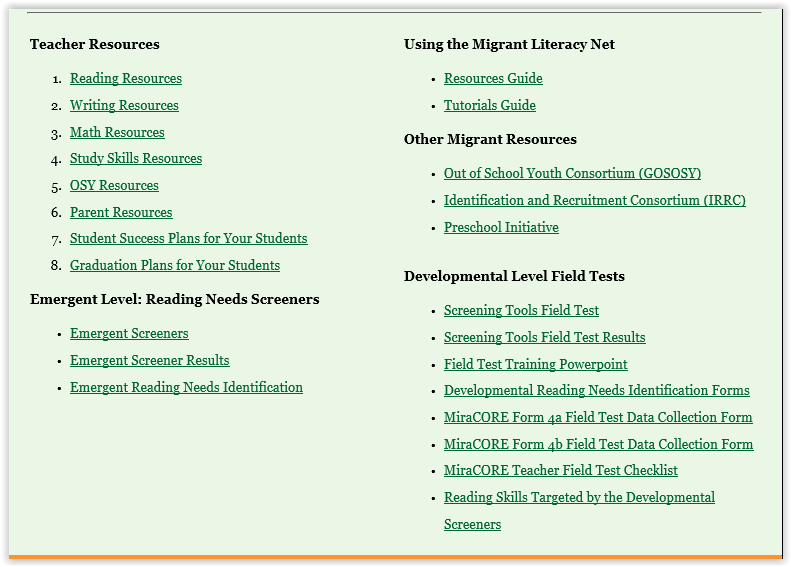 Teacher Resources
1. Reading Resources
2. Writing Resources
3. Math Resources
4. Study Skills Resources
5. OSY Resources
6. Parent Resources
7. Student Success Plans for Your Students
8. Graduation Plans for Your Students
Emergent Level: Reading Needs Screeners
• Emergent Screeners
• Emergent Screener Results
• Emergent Reading Needs Identification
Using the Migrant Literacy Net
• Resources Guide
• Tutorials Guide
Other Migrant Resources
• Out of School Youth Consortium (GOSOSY)
• Identification and Recruitment Consortium (IRRC)
• Preschool Initiative
Developmental Level Field Tests
• Screening Tools Field Test
• Screening Tools Field Test Results
• Field Test Training Powerpoint
• Developmental Reading Needs Identification Forms
• MiraCORE Form 4a Field Test Data Collection Form
• MiraCORE Form 4b Field Test Data Collection Form
• MiraCORE Teacher Field Test Checklist
• Reading Skills Targeted by the Developmental
Screeners